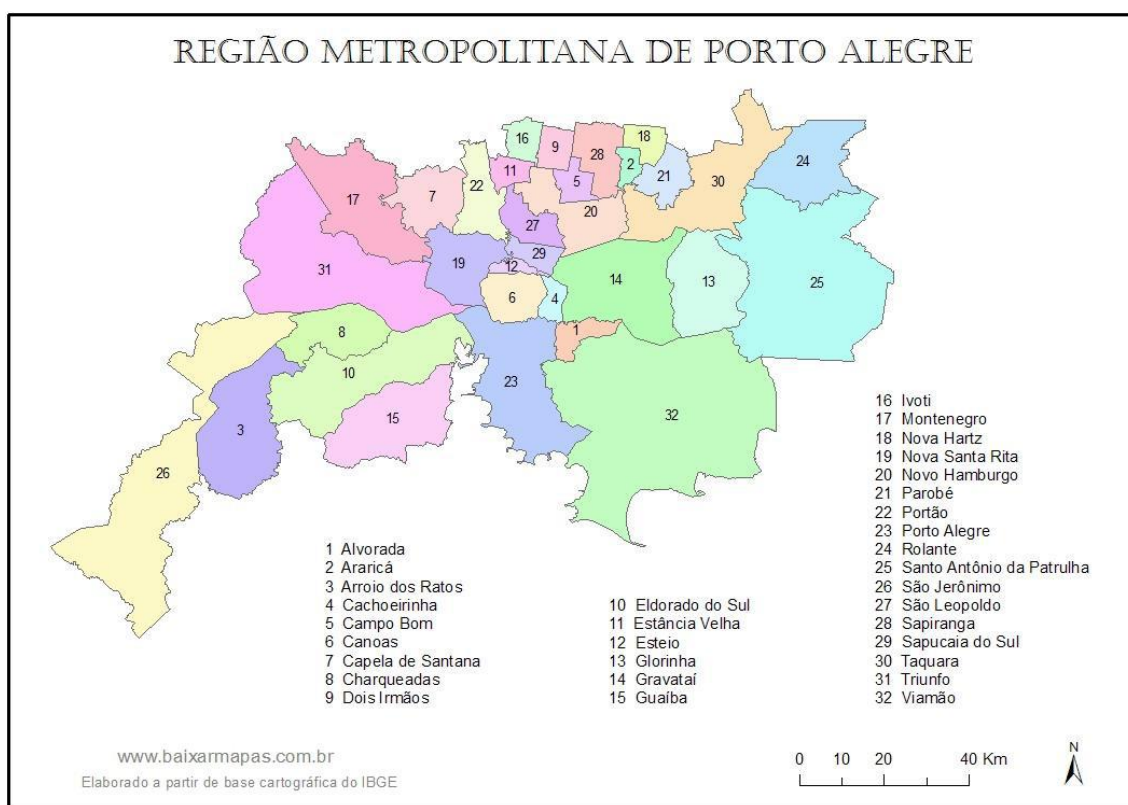 REGIÃO METROPOLITANA DE PORTO ALEGRE
16
9
28
18
2
24
11
5
21
30
17
7
22
20
27
29
19
12
31
14
13
25
6
4
8
1
10
23
15
32
3
26
1 Alvorada
2 Araricá
3 Arroio dos Ratos
4 Cachoeirinha
5 Campo Bom
6 Canoas
7 Capela de Santana
8 Charqueadas
9 Dois Irmãos
10 Eldorado do Sul
11 Estância Velha
12 Esteio
13 Glorinha
14 Gravataí
15 Guaíba
16 Ivoti
17 Montenegro
18 Nova Hartz
19 Nova Santa Rita
20 Novo Hamburgo
21 Parobé
22 Portão
23 Porto Alegre
24 Rolante
25 Santo Antônio da Patrulha
26 São Jerônimo
27 São Leopoldo
28 Sapiranga
29 Sapucaia do Sul
30 Taquara
31 Triunfo
32 Viamão
www.baixarmapas.com.br
Elaborado a partir de base cartográfica do IBGE
0 10 20 40 Km
N